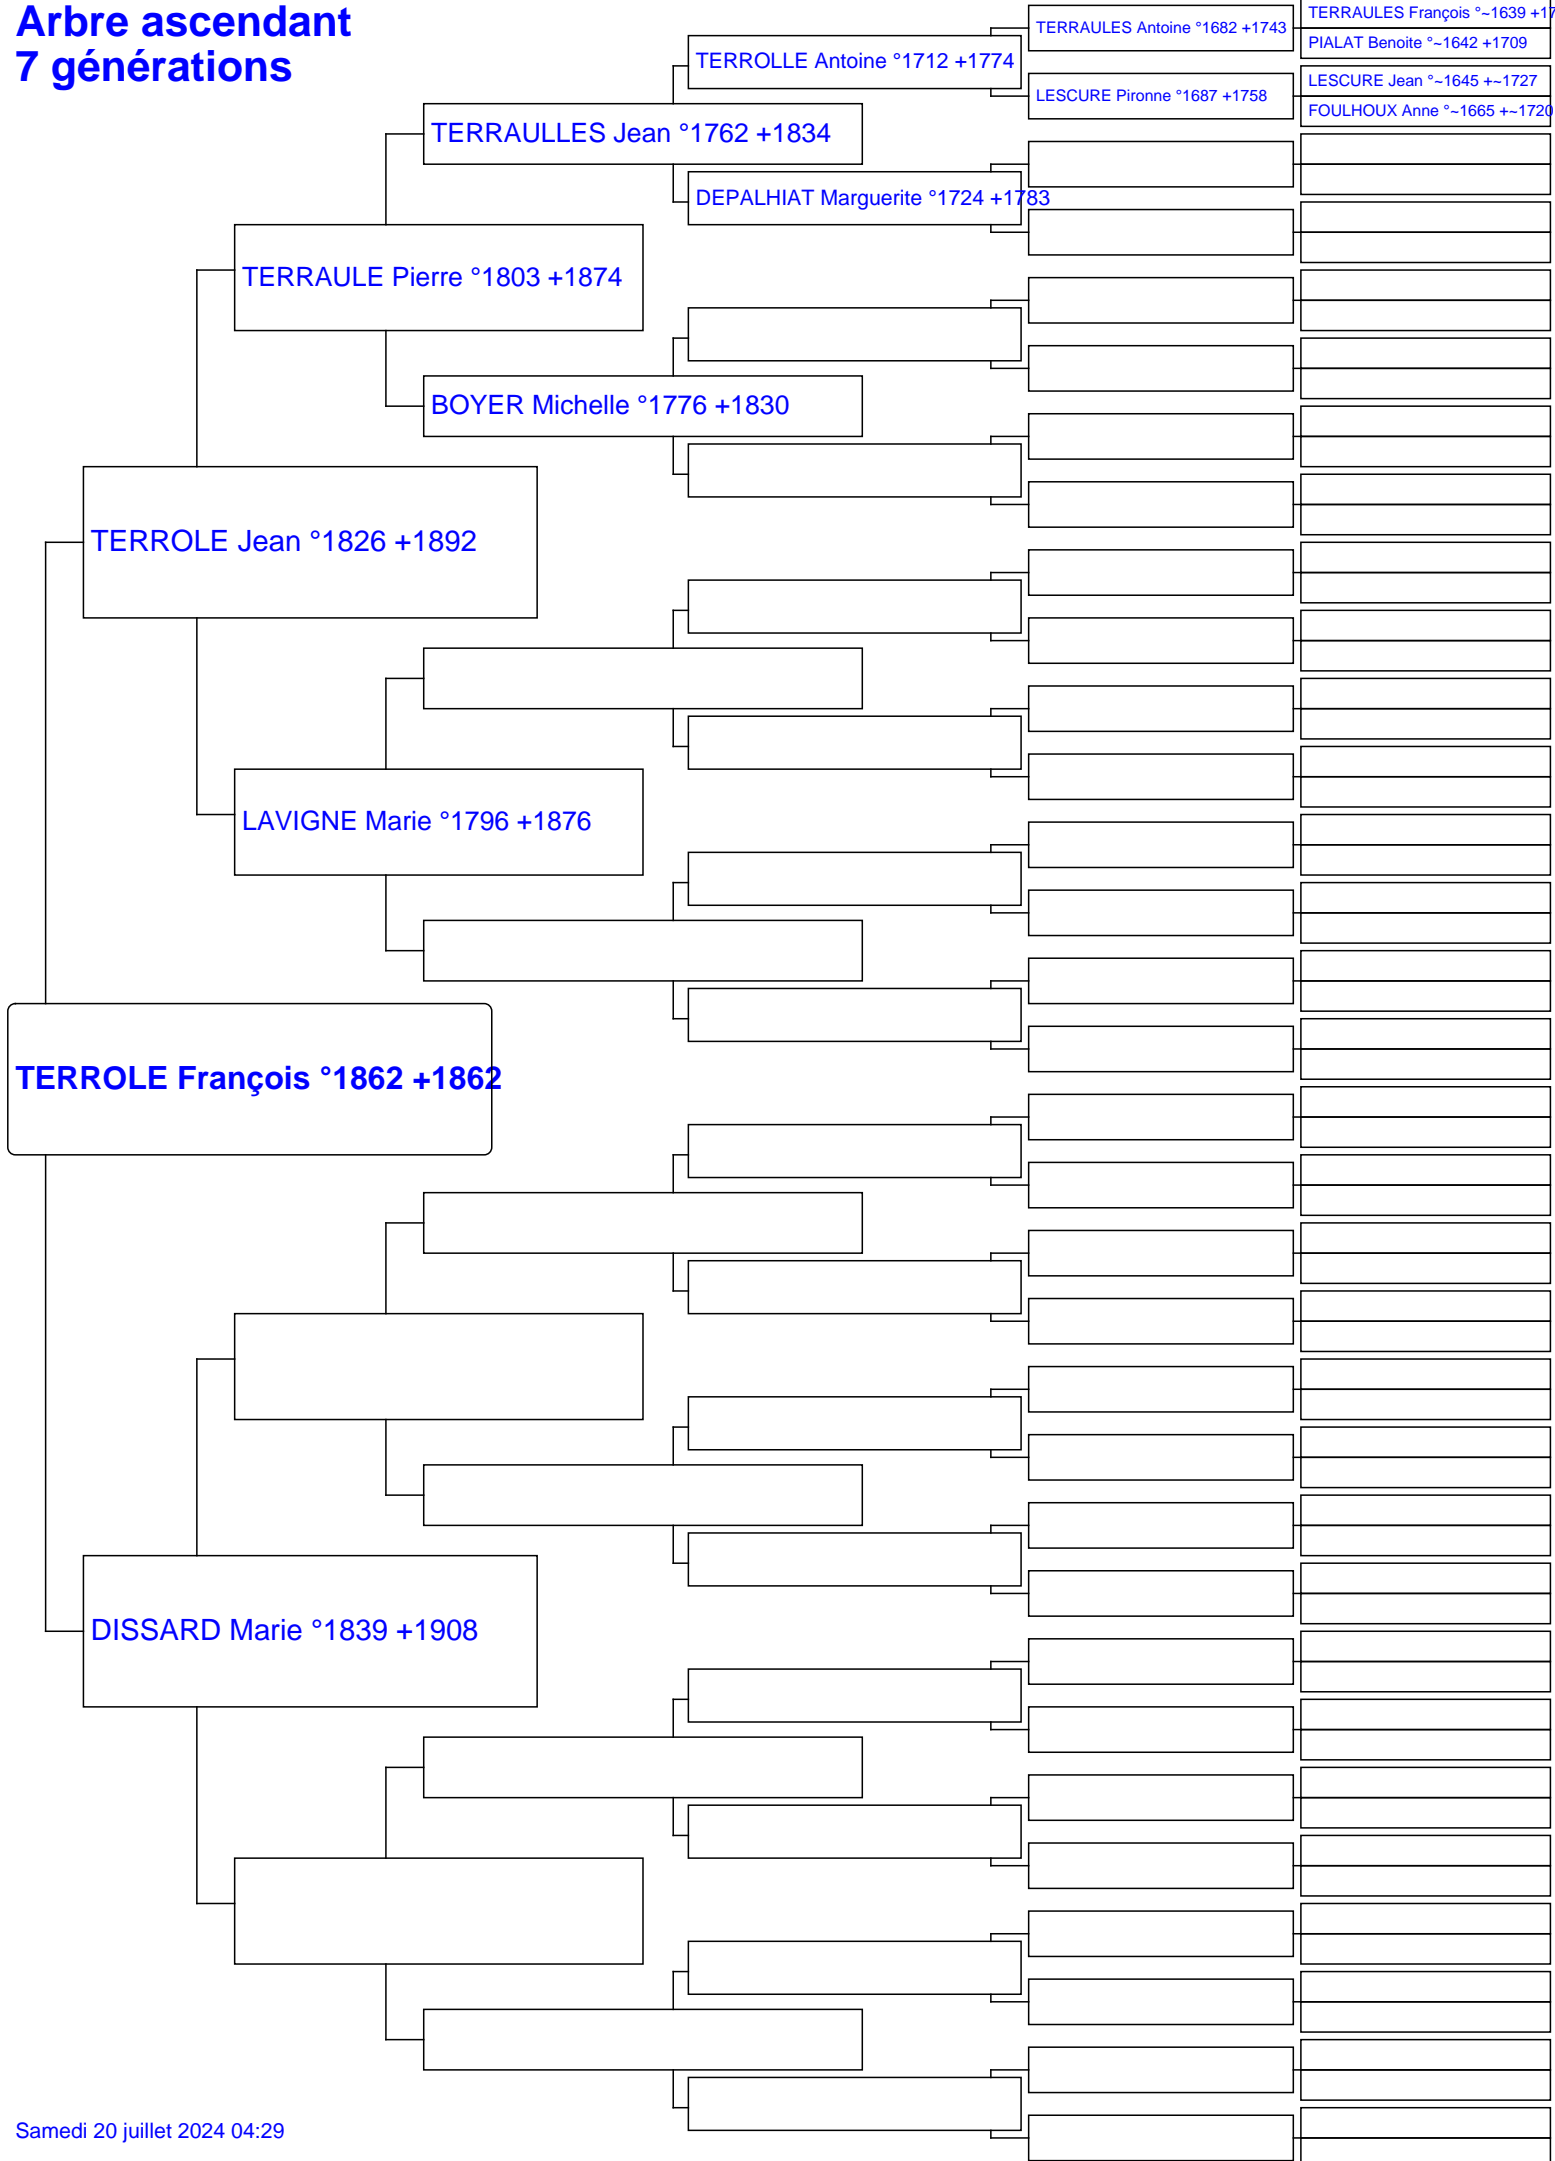 Arbre ascendant
7 générations
TERRAULES François °~1639 +17
PIALAT Benoite °~1642 +1709
TERRAULES Antoine °1682 +1743
LESCURE Jean °~1645 +~1727
FOULHOUX Anne °~1665 +~1720
LESCURE Pironne °1687 +1758
TERROLLE Antoine °1712 +1774
DEPALHIAT Marguerite °1724 +1783
TERRAULLES Jean °1762 +1834
BOYER Michelle °1776 +1830
TERRAULE Pierre °1803 +1874
LAVIGNE Marie °1796 +1876
TERROLE Jean °1826 +1892
TERROLE François °1862 +1862
DISSARD Marie °1839 +1908
Samedi 20 juillet 2024 04:29